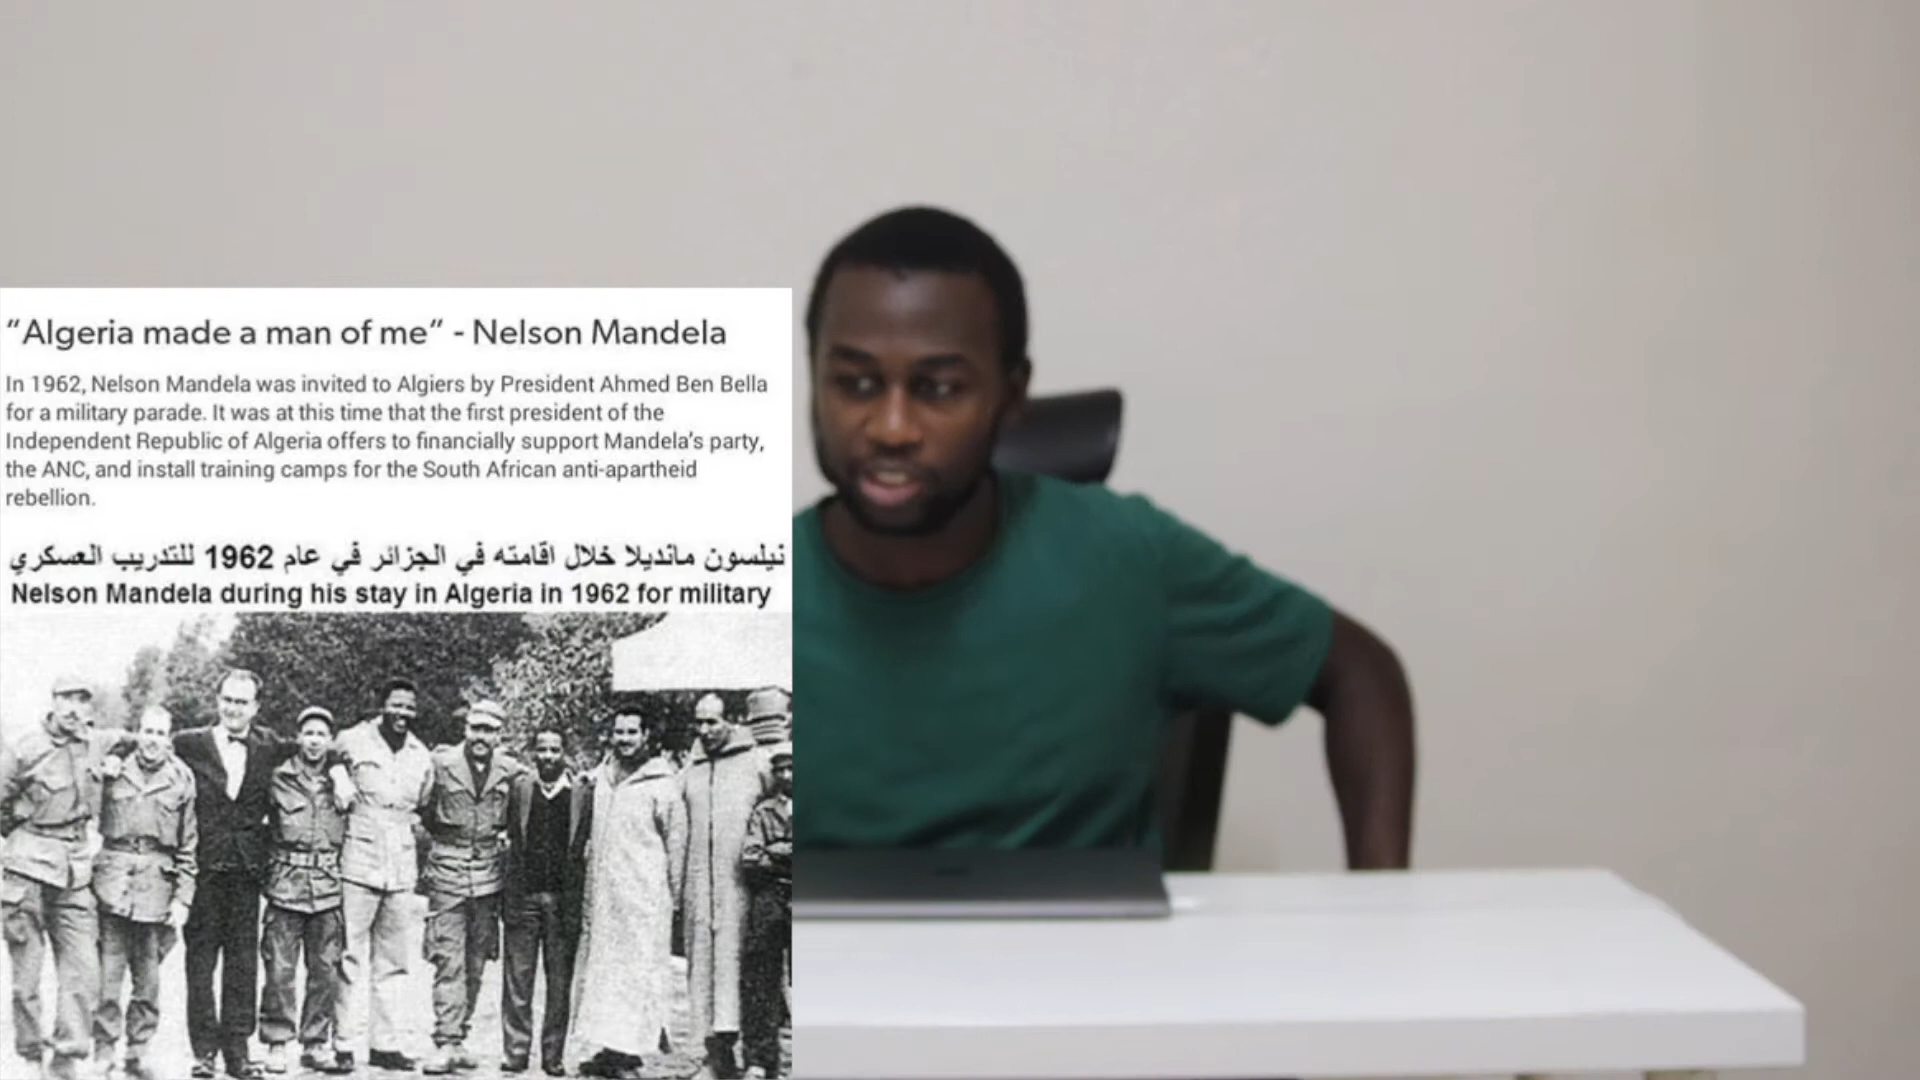 “Algeria made a man of me” - Nelson Mandela
In 1962, Nelson Mandela was invited to Algiers by President Ahmed Ben Bella
for a military parade. It was at this time that the first president of the
Independent Republic of Algeria offers to financially support Mandela's party,
the ANC, and install training camps for the South African anti-apartheid
rebellion.
نيلسون مانديلا خلال اقامته في الجزائر في عام 1962 للتدريب العسكري
Nelson Mandela during his stay in Algeria in 1962 for military